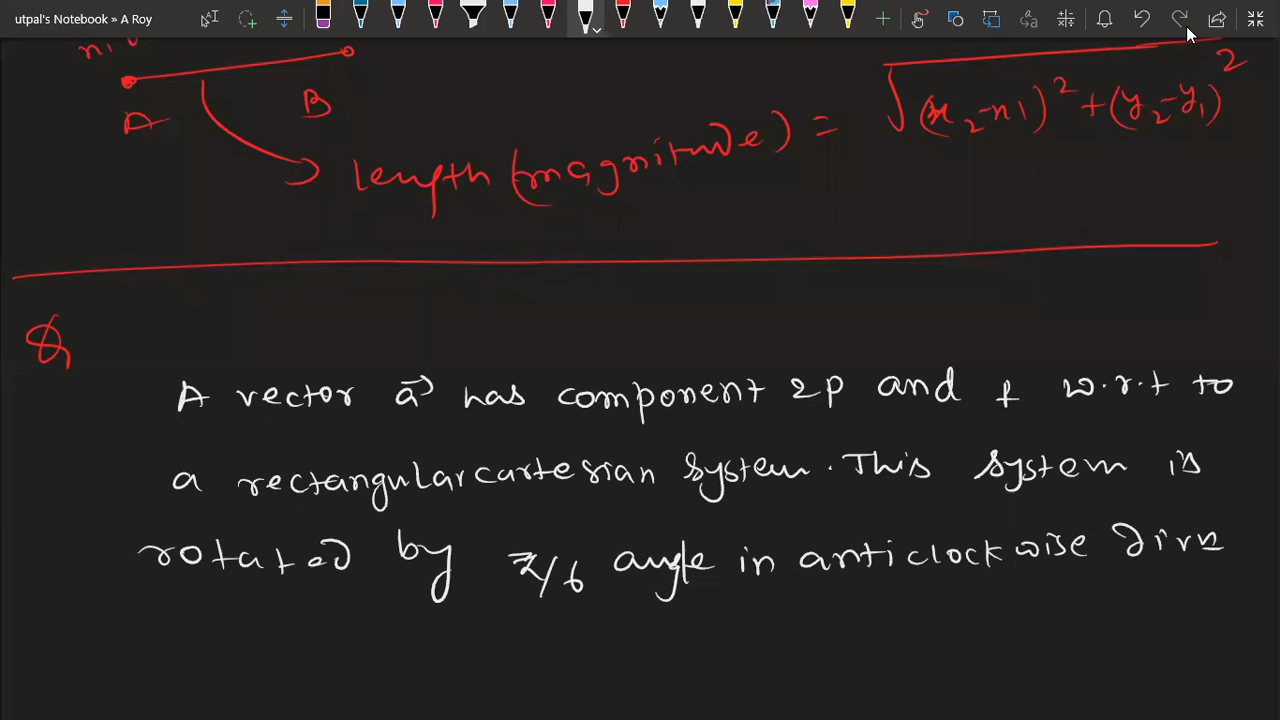 utpal's Notebook » A Roy
A B
length (magnitude) = √(x2-x1)² + (y2-y1)²
Q
A vector a⃗ has component 2p and 1 w.r.t to
a rectangular cartesian system. This system is
rotated by π/6 angle in anticlockwise dirn